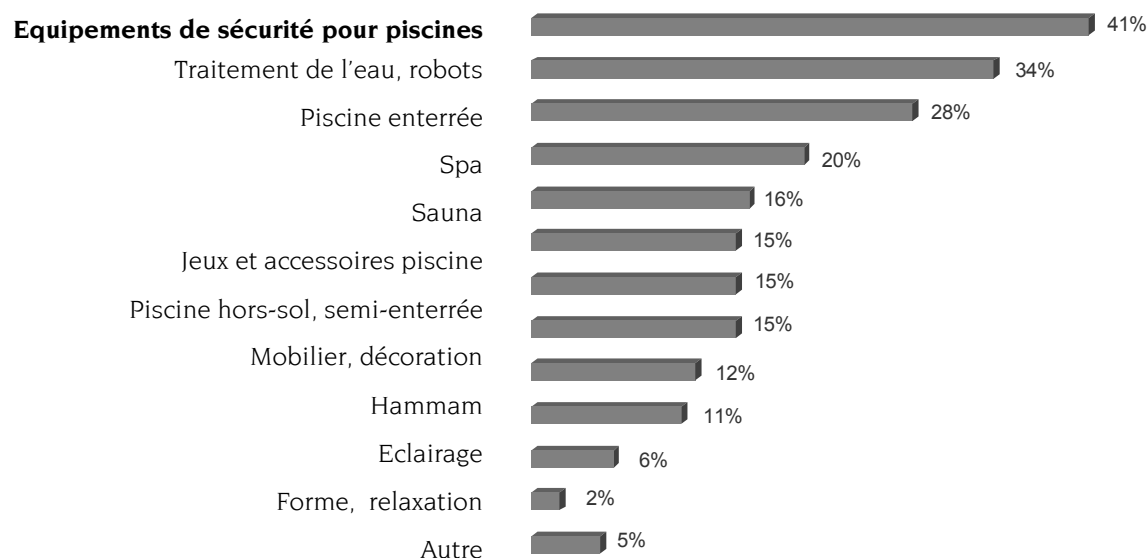 Equipements de sécurité pour piscines 41%
Traitement de l'eau, robots 34%
Piscine enterrée 28%
Spa 20%
Sauna 16%
Jeux et accessoires piscine 15%
Piscine hors-sol, semi-enterrée 15%
Mobilier, décoration 15%
Hammam 12%
Eclairage 11%
Forme, relaxation 6%
2%
Autre 5%